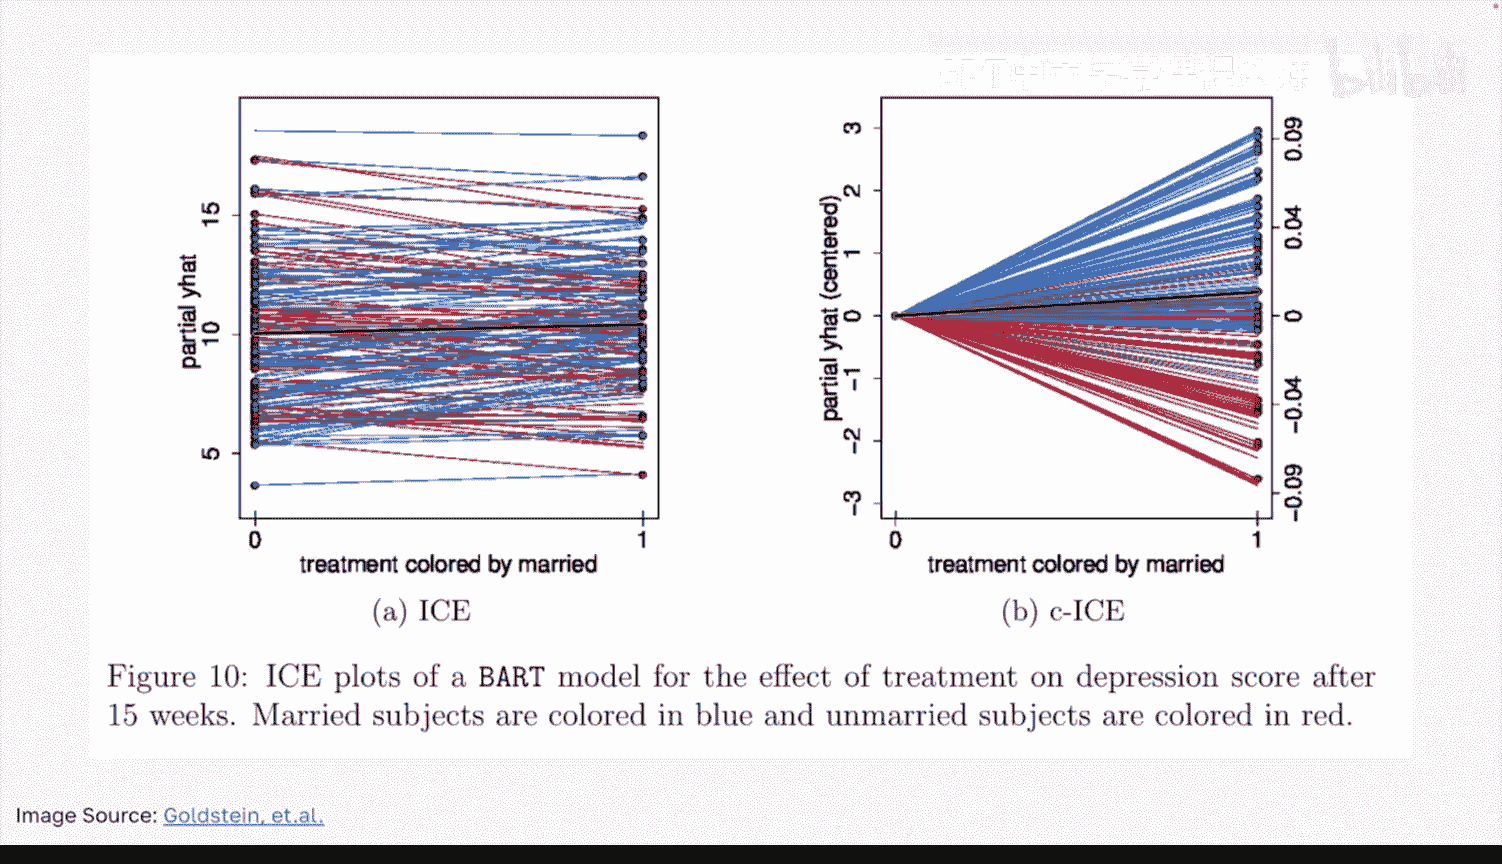 15
10
5
partial yhat
0 1
treatment colored by married
(a) ICE
3
2
1
0
−1
−2
−3
partial yhat (centered)
0.09
0.04
0
−0.04
−0.09
0 1
treatment colored by married
(b) c-ICE
Figure 10: ICE plots of a BART model for the effect of treatment on depression score after
15 weeks. Married subjects are colored in blue and unmarried subjects are colored in red.
Image Source: Goldstein, et.al.